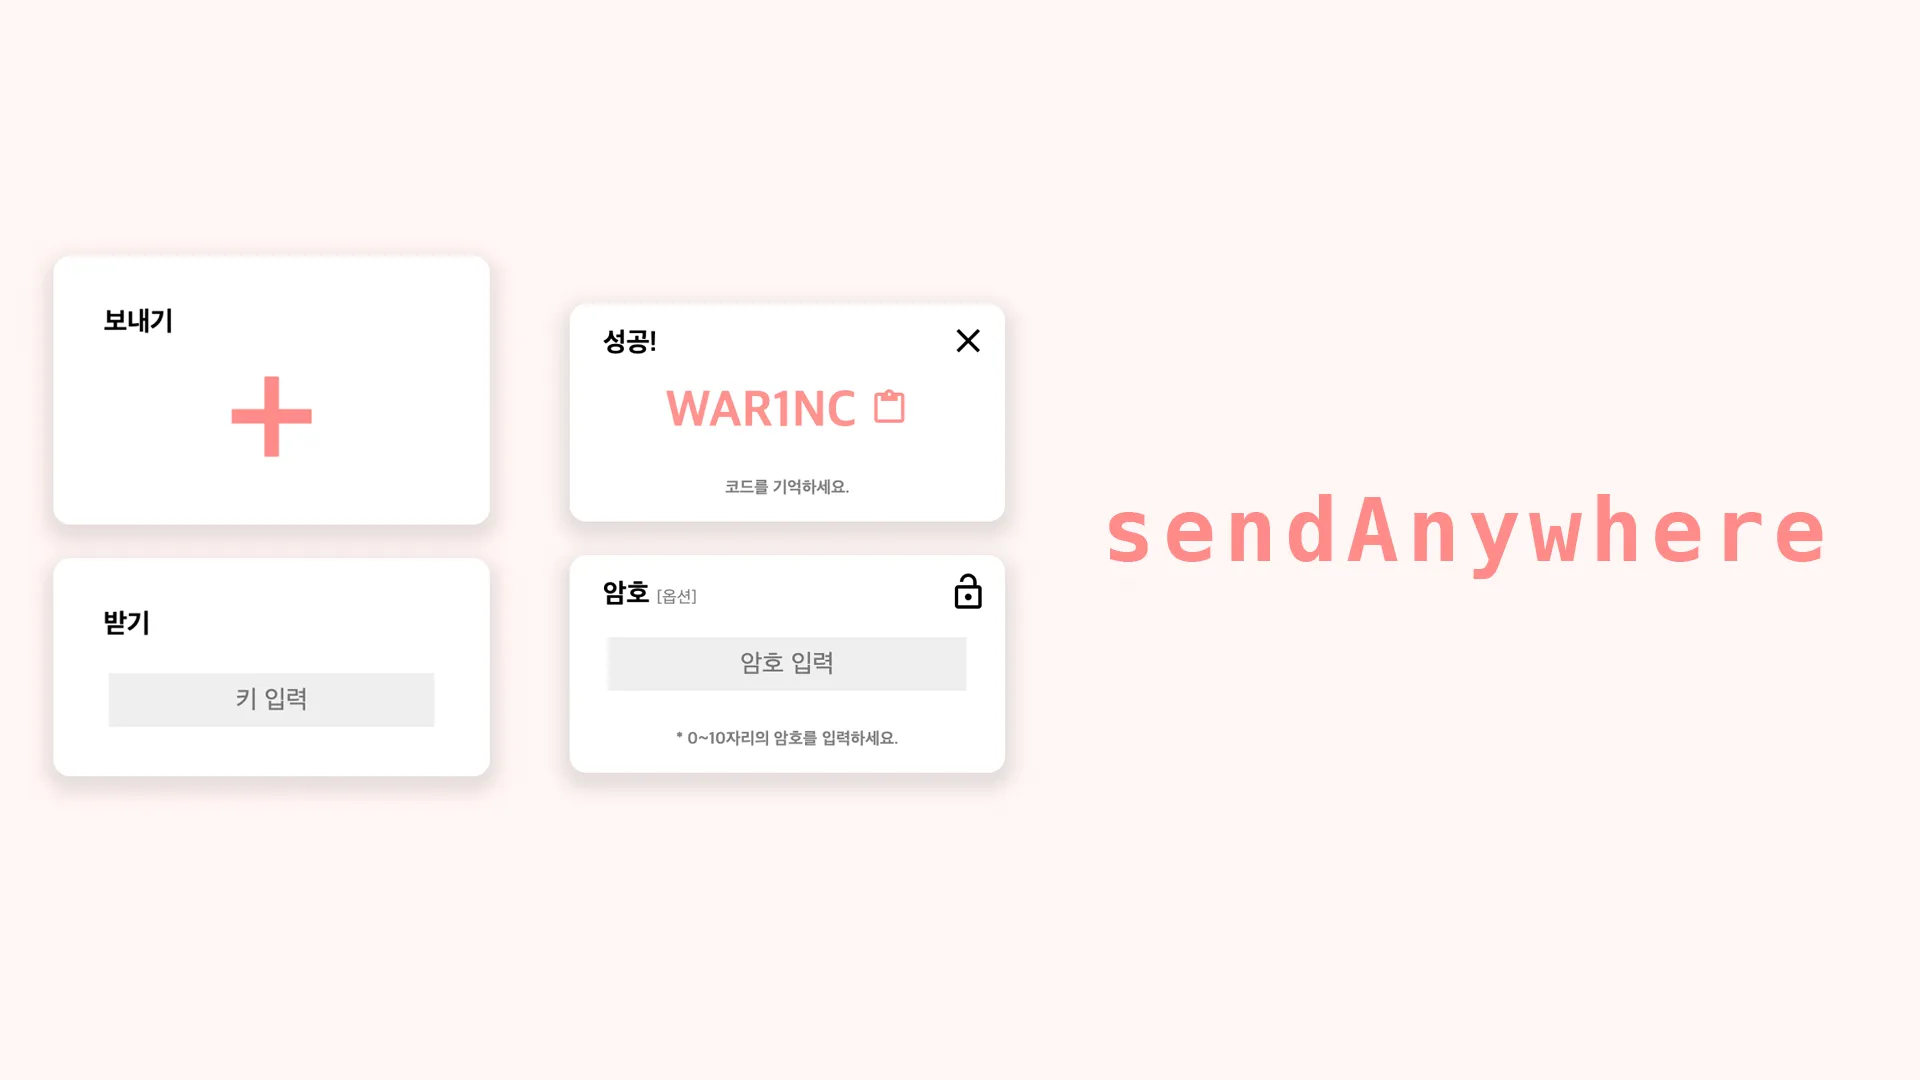 보내기
받기
키 입력
성공!
WAR1NC
코드를 기억하세요.
암호 [옵션]
암호 입력
* 0~10자리의 암호를 입력하세요.
sendAnywhere